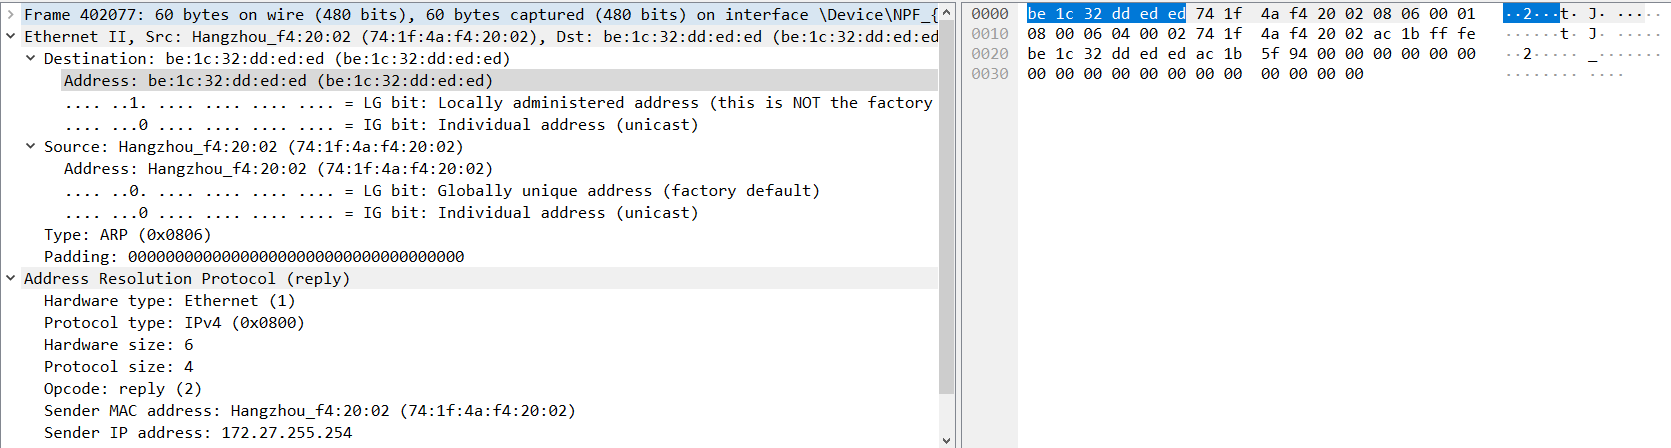 Frame 402077: 60 bytes on wire (480 bits), 60 bytes captured (480 bits) on interface \Device\NPF_{
Ethernet II, Src: Hangzhou_f4:20:02 (74:1f:4a:f4:20:02), Dst: be:1c:32:dd:ed:ed (be:1c:32:dd:ed:ed
Destination: be:1c:32:dd:ed:ed (be:1c:32:dd:ed:ed)
Address: be:1c:32:dd:ed:ed (be:1c:32:dd:ed:ed)
.... ..1. .... .... .... .... = LG bit: Locally administered address (this is NOT the factory
.... ...0 .... .... .... .... = IG bit: Individual address (unicast)
Source: Hangzhou_f4:20:02 (74:1f:4a:f4:20:02)
Address: Hangzhou_f4:20:02 (74:1f:4a:f4:20:02)
.... ..0. .... .... .... .... = LG bit: Globally unique address (factory default)
.... ...0 .... .... .... .... = IG bit: Individual address (unicast)
Type: ARP (0x0806)
Padding: 000000000000000000000000000000000000
Address Resolution Protocol (reply)
Hardware type: Ethernet (1)
Protocol type: IPv4 (0x0800)
Hardware size: 6
Protocol size: 4
Opcode: reply (2)
Sender MAC address: Hangzhou_f4:20:02 (74:1f:4a:f4:20:02)
Sender IP address: 172.27.255.254
0000 be 1c 32 dd ed ed 74 1f 4a f4 20 02 08 06 00 01 ··2···t· J· ·····
0010 08 00 06 04 00 02 74 1f 4a f4 20 02 ac 1b ff fe ······t· J· ·····
0020 be 1c 32 dd ed ed ac 1b 5f 94 00 00 00 00 00 00 ··2····· _·······
0030 00 00 00 00 00 00 00 00 00 00 00 00 ········ ····